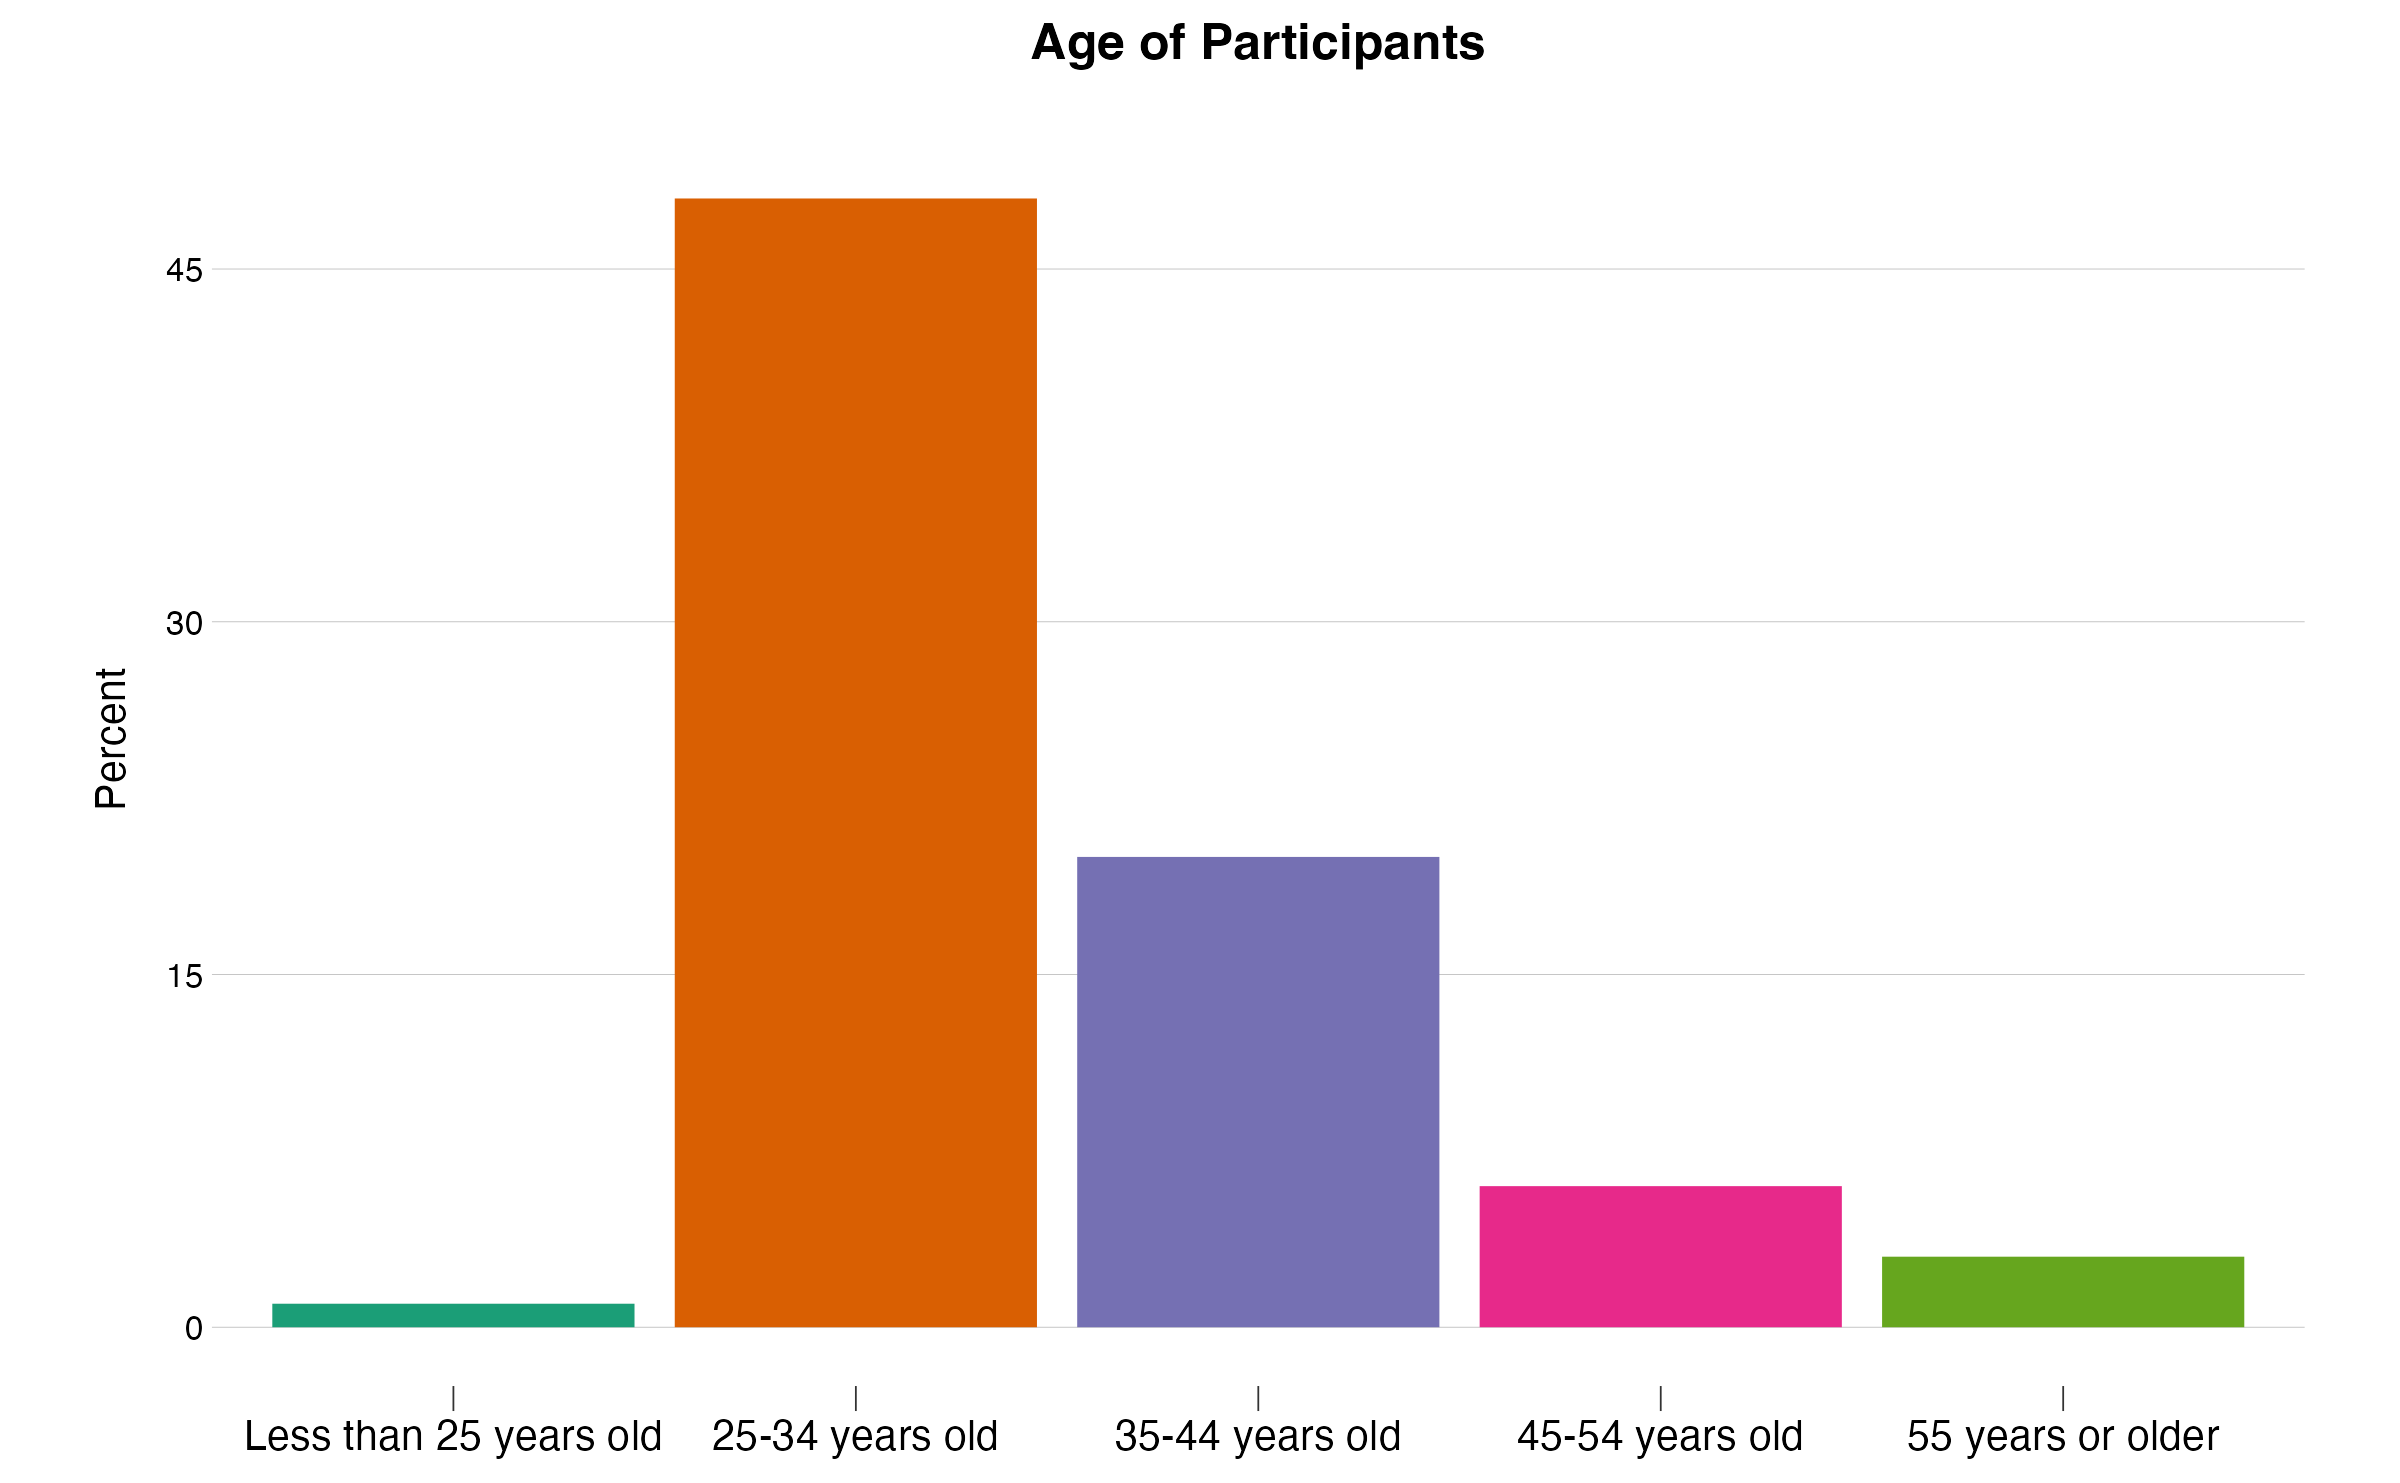 Age of Participants
Percent
45
30
15
0
Less than 25 years old
25-34 years old
35-44 years old
45-54 years old
55 years or older